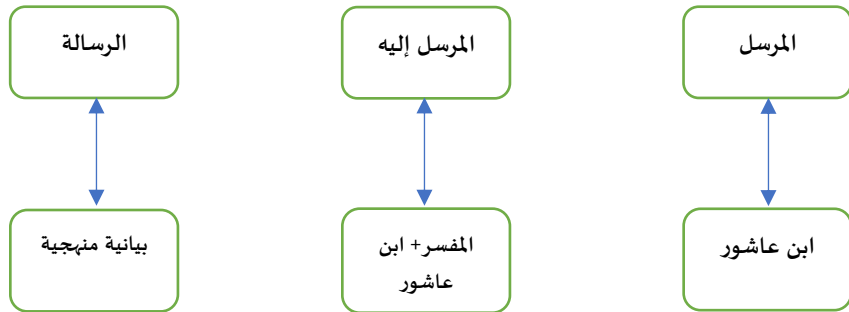 المرسل
المرسل إليه
الرسالة
ابن عاشور
المفسر+ ابن
عاشور
بيانية منهجية